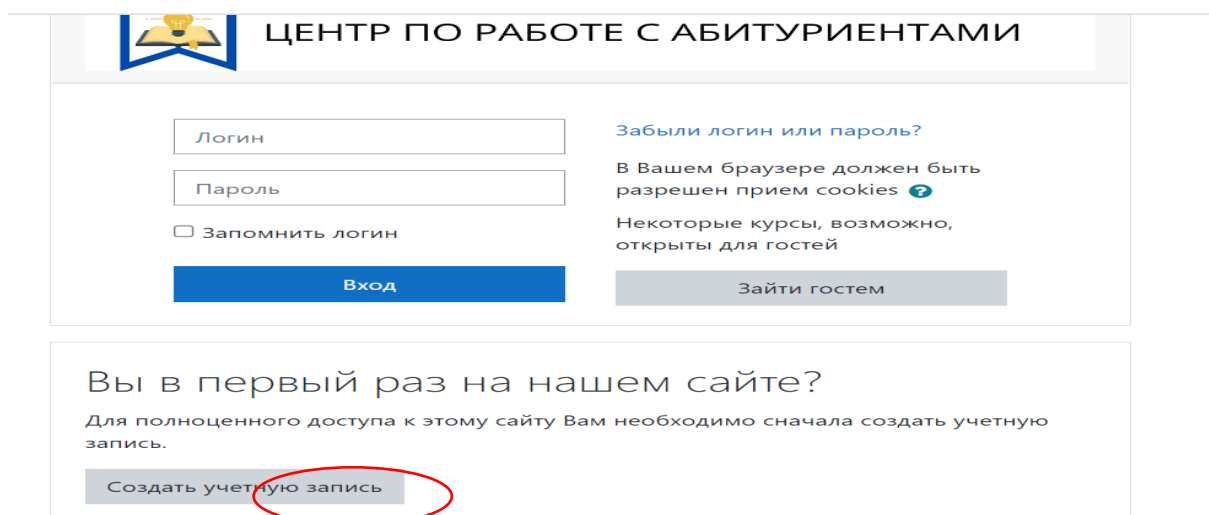 ЦЕНТР ПО РАБОТЕ С АБИТУРИЕНТАМИ
Логин
Пароль
Запомнить логин
Вход
Забыли логин или пароль?
В Вашем браузере должен быть
разрешен прием cookies
Некоторые курсы, возможно,
открыты для гостей
Зайти гостем
Вы в первый раз на нашем сайте?
Для полноценного доступа к этому сайту Вам необходимо сначала создать учетную
запись.
Создать учетную запись